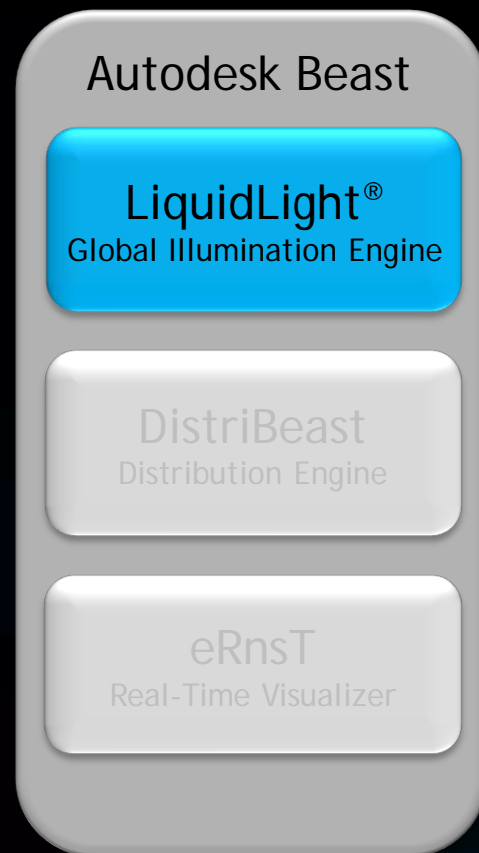 Autodesk Beast
LiquidLight®
Global Illumination Engine
DistriBeast
Distribution Engine
eRnsT
Real-Time Visualizer